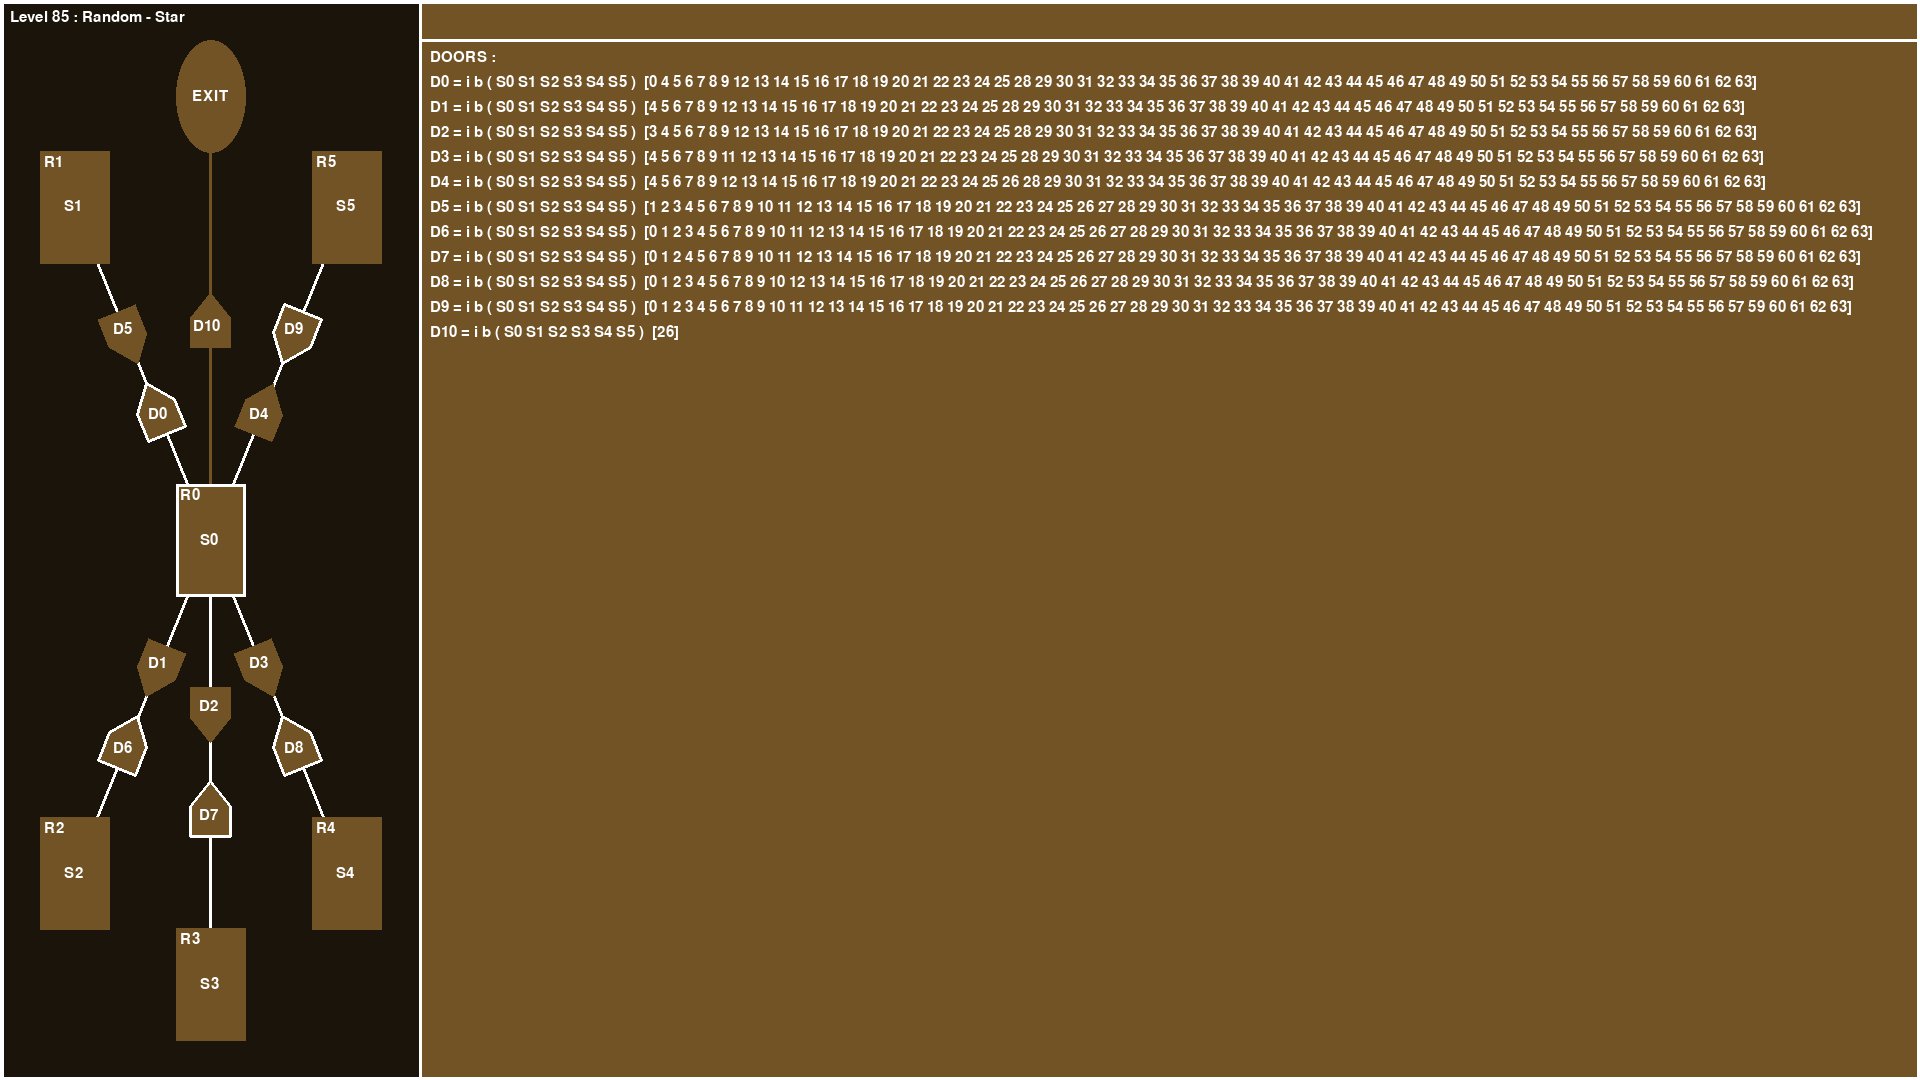 Level 85 : Random - Star
EXIT
R1
S1
R5
S5
D5
D10
D9
D0
D4
R0
S0
D1
D3
D2
D6
D8
D7
R2
S2
R4
S4
R3
S3
DOORS :
D0 = i b ( S0 S1 S2 S3 S4 S5 ) [0 4 5 6 7 8 9 12 13 14 15 16 17 18 19 20 21 22 23 24 25 28 29 30 31 32 33 34 35 36 37 38 39 40 41 42 43 44 45 46 47 48 49 50 51 52 53 54 55 56 57 58 59 60 61 62 63]
D1 = i b ( S0 S1 S2 S3 S4 S5 ) [4 5 6 7 8 9 12 13 14 15 16 17 18 19 20 21 22 23 24 25 28 29 30 31 32 33 34 35 36 37 38 39 40 41 42 43 44 45 46 47 48 49 50 51 52 53 54 55 56 57 58 59 60 61 62 63]
D2 = i b ( S0 S1 S2 S3 S4 S5 ) [3 4 5 6 7 8 9 12 13 14 15 16 17 18 19 20 21 22 23 24 25 28 29 30 31 32 33 34 35 36 37 38 39 40 41 42 43 44 45 46 47 48 49 50 51 52 53 54 55 56 57 58 59 60 61 62 63]
D3 = i b ( S0 S1 S2 S3 S4 S5 ) [4 5 6 7 8 9 11 12 13 14 15 16 17 18 19 20 21 22 23 24 25 28 29 30 31 32 33 34 35 36 37 38 39 40 41 42 43 44 45 46 47 48 49 50 51 52 53 54 55 56 57 58 59 60 61 62 63]
D4 = i b ( S0 S1 S2 S3 S4 S5 ) [4 5 6 7 8 9 12 13 14 15 16 17 18 19 20 21 22 23 24 25 26 28 29 30 31 32 33 34 35 36 37 38 39 40 41 42 43 44 45 46 47 48 49 50 51 52 53 54 55 56 57 58 59 60 61 62 63]
D5 = i b ( S0 S1 S2 S3 S4 S5 ) [1 2 3 4 5 6 7 8 9 10 11 12 13 14 15 16 17 18 19 20 21 22 23 24 25 26 27 28 29 30 31 32 33 34 35 36 37 38 39 40 41 42 43 44 45 46 47 48 49 50 51 52 53 54 55 56 57 58 59 60 61 62 63]
D6 = i b ( S0 S1 S2 S3 S4 S5 ) [0 1 2 3 4 5 6 7 8 9 10 11 12 13 14 15 16 17 18 19 20 21 22 23 24 25 26 27 28 29 30 31 32 33 34 35 36 37 38 39 40 41 42 43 44 45 46 47 48 49 50 51 52 53 54 55 56 57 58 59 60 61 62 63]
D7 = i b ( S0 S1 S2 S3 S4 S5 ) [0 1 2 4 5 6 7 8 9 10 11 12 13 14 15 16 17 18 19 20 21 22 23 24 25 26 27 28 29 30 31 32 33 34 35 36 37 38 39 40 41 42 43 44 45 46 47 48 49 50 51 52 53 54 55 56 57 58 59 60 61 62 63]
D8 = i b ( S0 S1 S2 S3 S4 S5 ) [0 1 2 3 4 5 6 7 8 9 10 12 13 14 15 16 17 18 19 20 21 22 23 24 25 26 27 28 29 30 31 32 33 34 35 36 37 38 39 40 41 42 43 44 45 46 47 48 49 50 51 52 53 54 55 56 57 58 59 60 61 62 63]
D9 = i b ( S0 S1 S2 S3 S4 S5 ) [0 1 2 3 4 5 6 7 8 9 10 11 12 13 14 15 16 17 18 19 20 21 22 23 24 25 27 28 29 30 31 32 33 34 35 36 37 38 39 40 41 42 43 44 45 46 47 48 49 50 51 52 53 54 55 56 57 59 60 61 62 63]
D10 = i b ( S0 S1 S2 S3 S4 S5 ) [26]